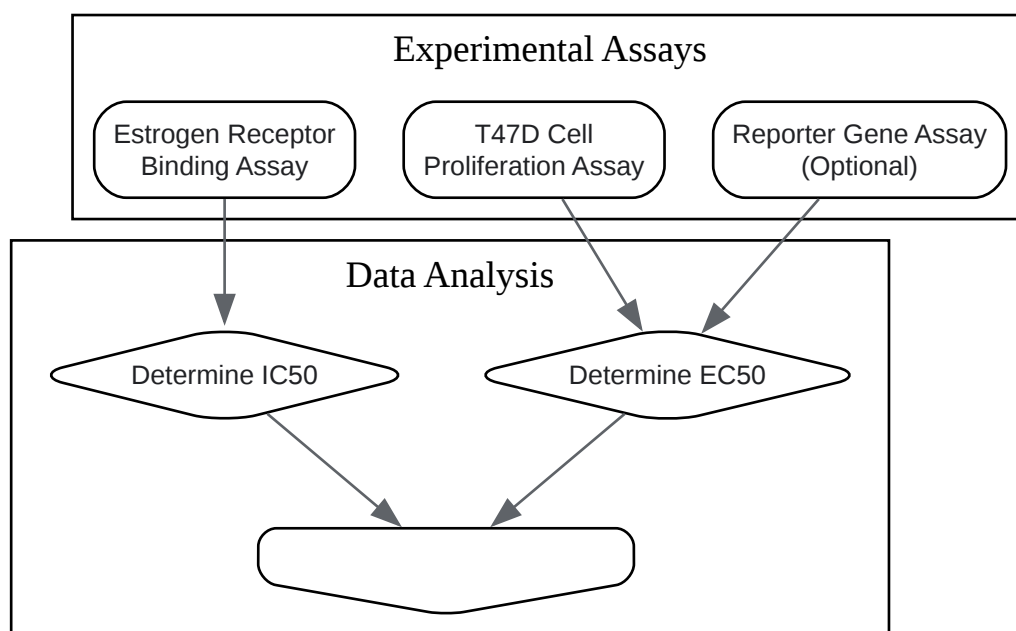 Experimental Assays
Estrogen Receptor
Binding Assay
T47D Cell
Proliferation Assay
Reporter Gene Assay
(Optional)
Data Analysis
Determine IC50
Determine EC50